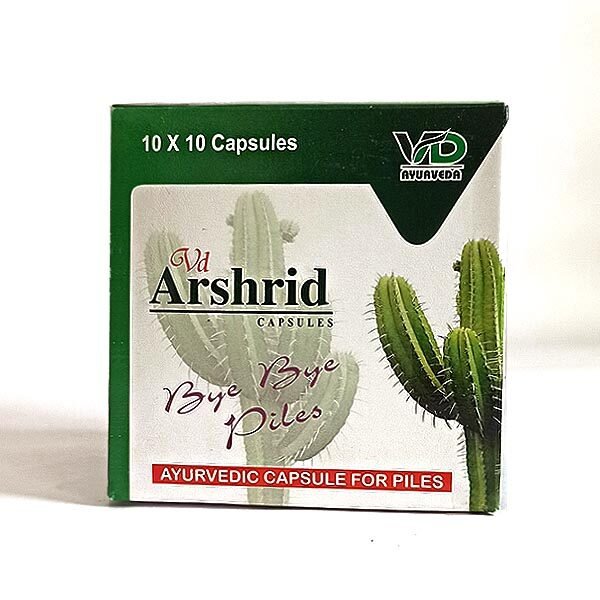 10 X 10 Capsules
VD
AYURVEDA
Vd
Arshrid
CAPSULES
Bye Bye
Piles
AYURVEDIC CAPSULE FOR PILES